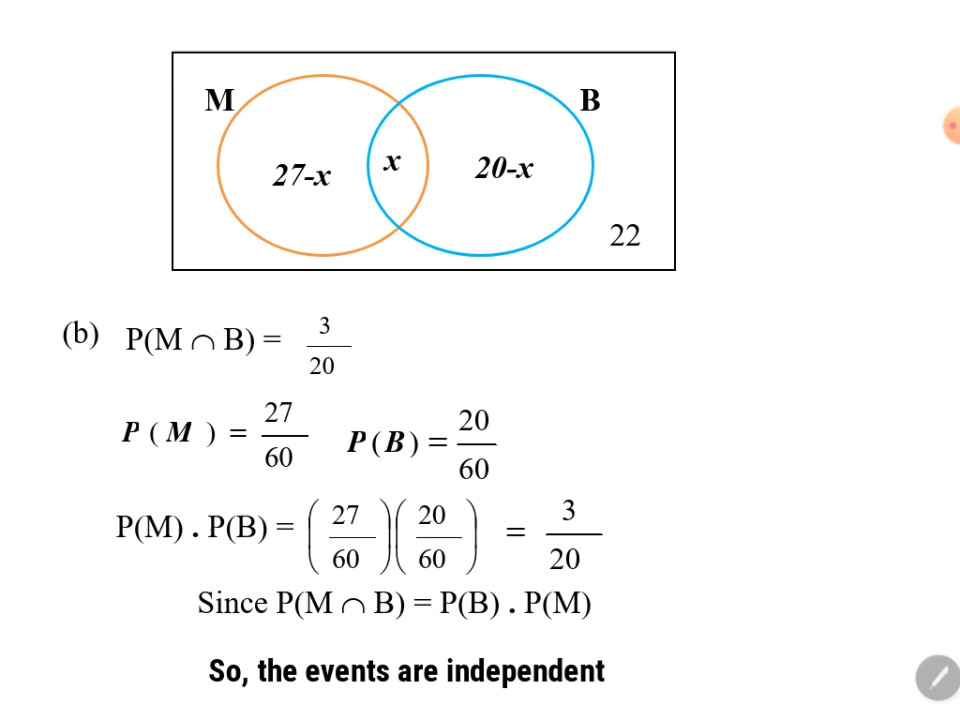 M B
27-x x 20-x
22
(b) P(M ∩ B) = 3/20
P ( M ) = 27/60 P(B) = 20/60
P(M) . P(B) = (27/60)(20/60) = 3/20
Since P(M ∩ B) = P(B) . P(M)
So, the events are independent